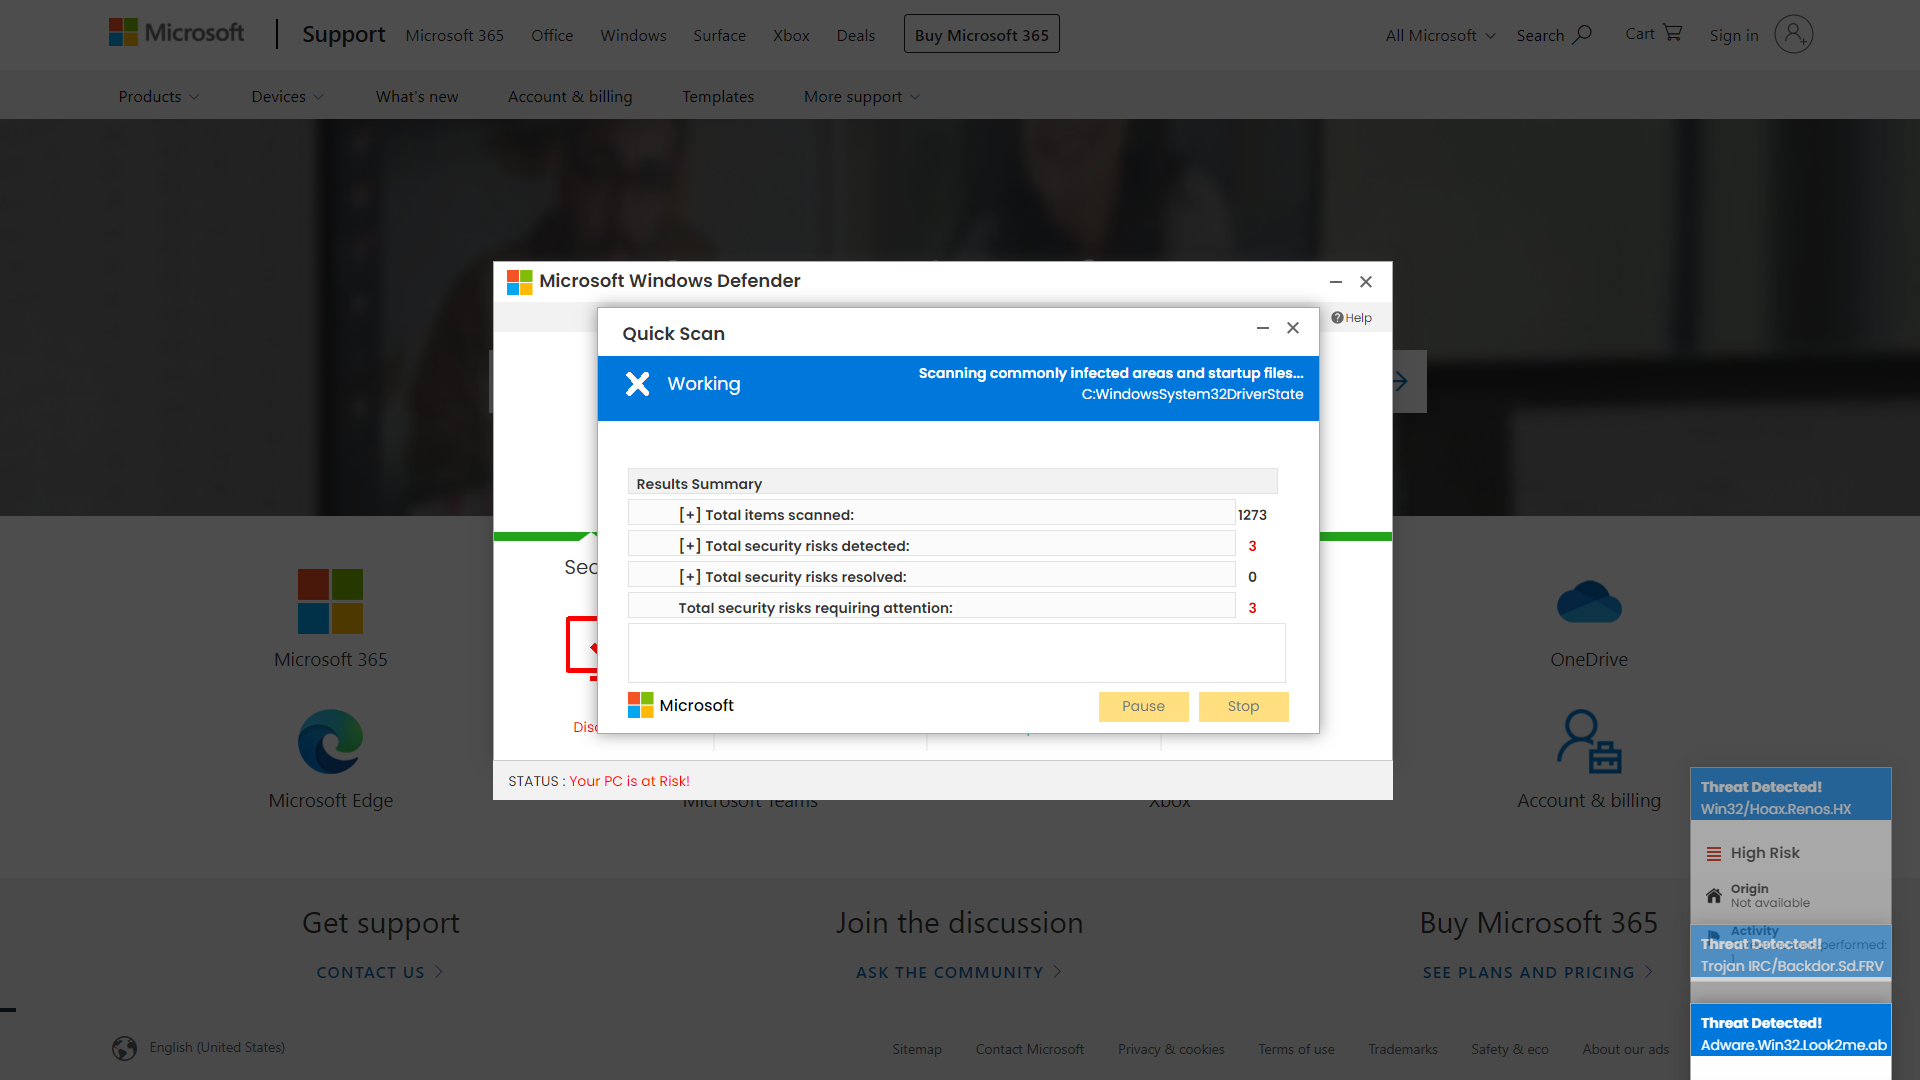 Microsoft
Support
Microsoft 365
Office
Windows
Surface
Xbox
Deals
Buy Microsoft 365
All Microsoft
Search
Cart
Sign in
Products
Devices
What's new
Account & billing
Templates
More support
Microsoft Windows Defender
Help
Quick Scan
Working
Scanning commonly infected areas and startup files...
C:WindowsSystem32DriverState
Results Summary
[+] Total items scanned: 1273
[+] Total security risks detected: 3
[+] Total security risks resolved: 0
Total security risks requiring attention: 3
Microsoft
Pause
Stop
Sec
Disc
STATUS : Your PC is at Risk!
Microsoft 365
OneDrive
Microsoft Edge
Microsoft Teams
Xbox
Account & billing
Threat Detected!
Win32/Hoax.Renos.HX
High Risk
Origin
Not available
Activity
performed:
Threat Detected!
Trojan IRC/Backdor.Sd.FRV
Threat Detected!
Adware.Win32.Look2me.ab
Get support
Join the discussion
Buy Microsoft 365
CONTACT US
ASK THE COMMUNITY
SEE PLANS AND PRICING
English (United States)
Sitemap
Contact Microsoft
Privacy & cookies
Terms of use
Trademarks
Safety & eco
About our ads